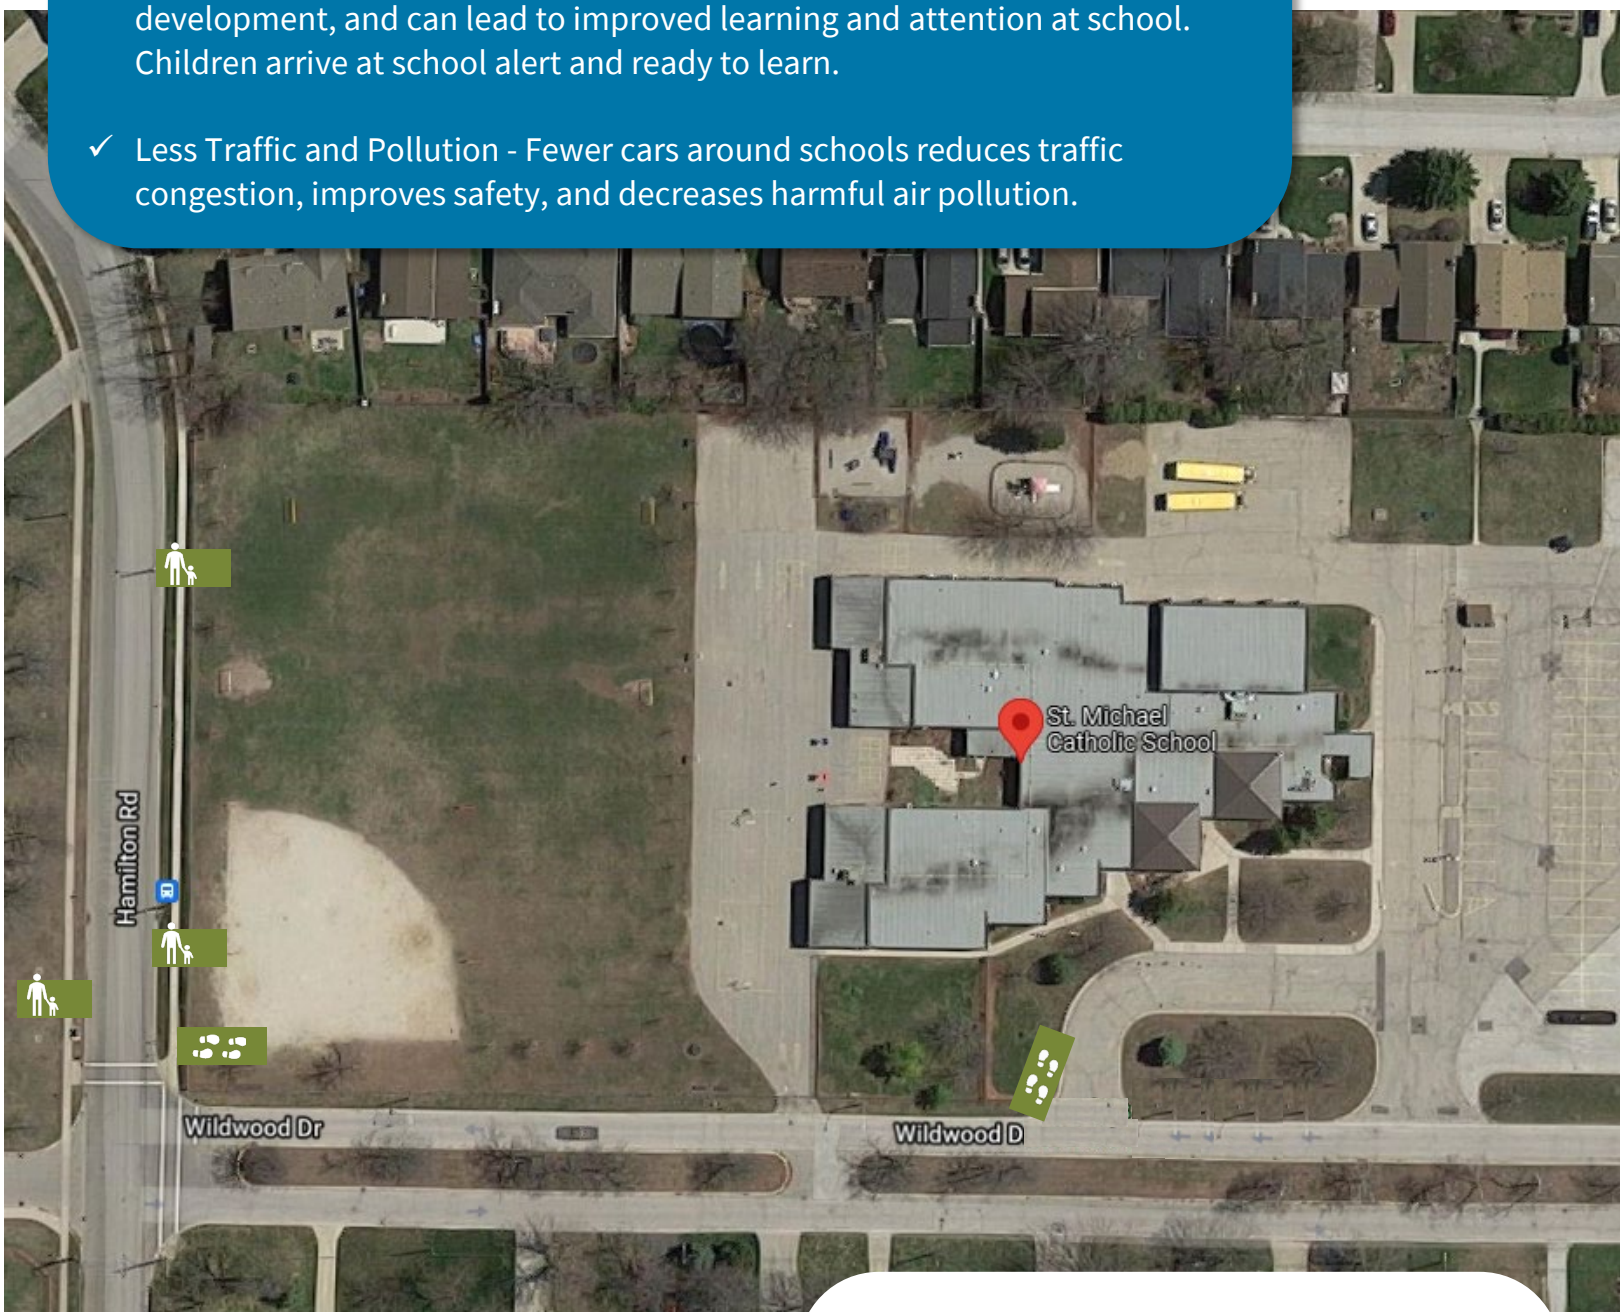 development, and can lead to improved learning and attention at school.
Children arrive at school alert and ready to learn.
✓ Less Traffic and Pollution - Fewer cars around schools reduces traffic
congestion, improves safety, and decreases harmful air pollution.
St. Michael
Catholic School
Hamilton Rd
Wildwood Dr
Wildwood D